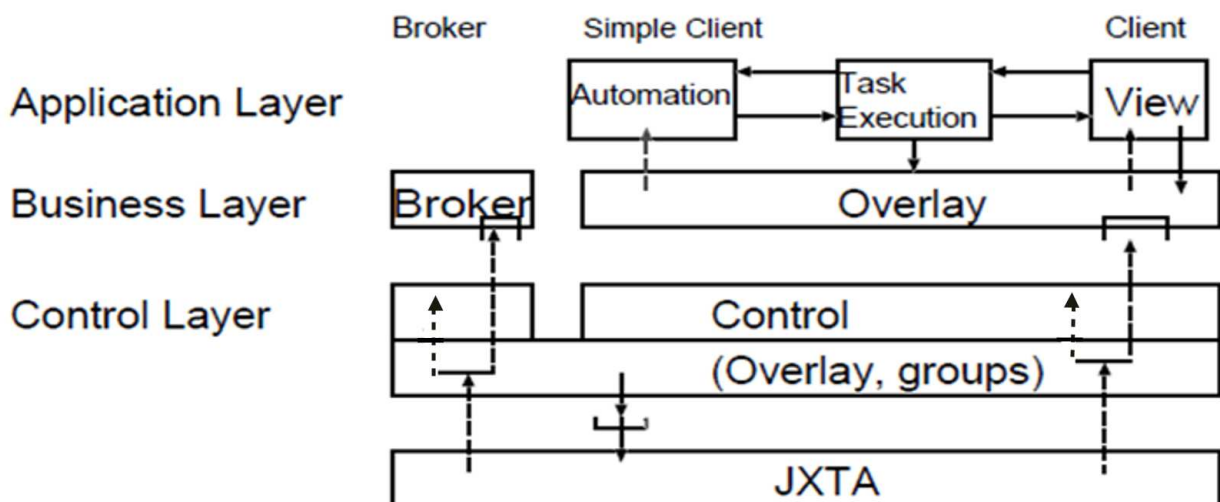 Broker
Simple Client
Client
Application Layer
Automation
Task
Execution
View
Business Layer
Broker
Overlay
Control Layer
Control
(Overlay, groups)
JXTA